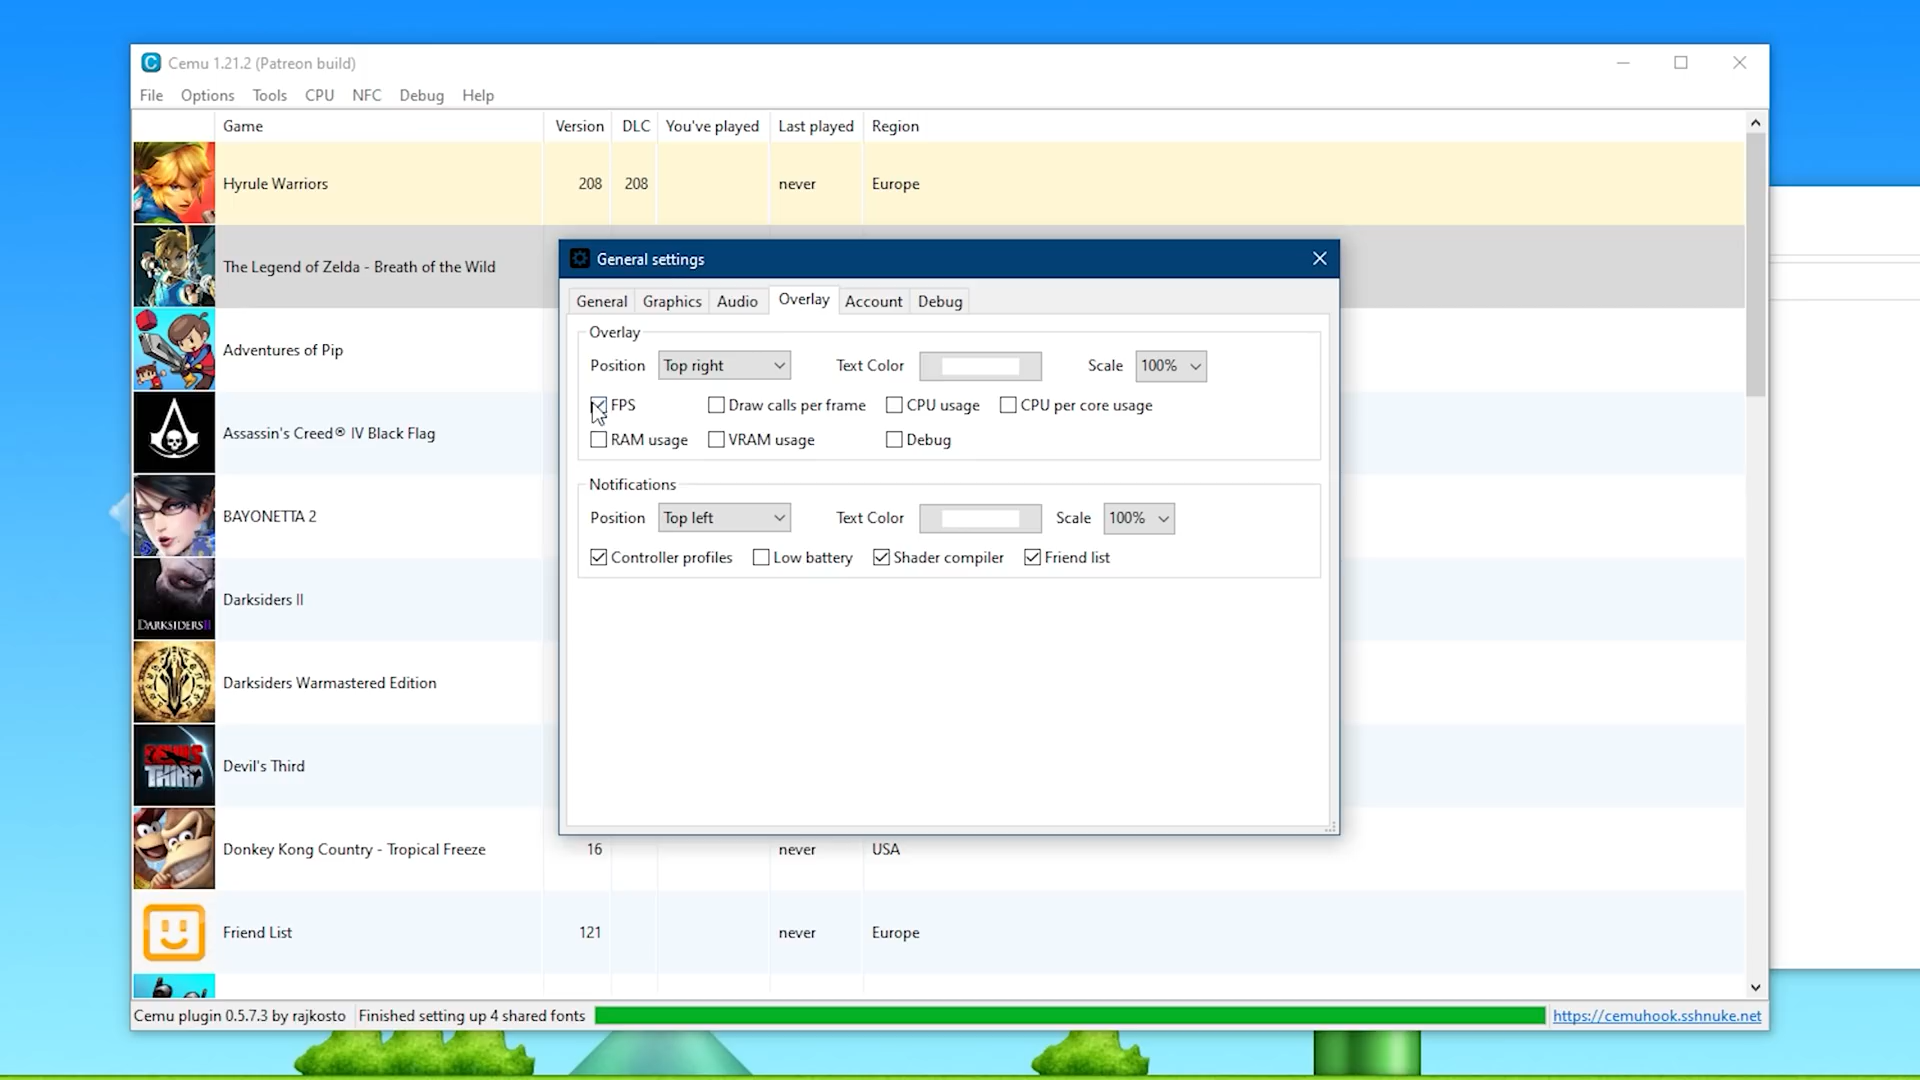 Cemu 1.21.2 (Patreon build)
File Options Tools CPU NFC Debug Help
Game Version DLC You've played Last played Region
Hyrule Warriors 208 208 never Europe
The Legend of Zelda - Breath of the Wild
General settings
General Graphics Audio Overlay Account Debug
Overlay
Position Top right Text Color Scale 100%
FPS Draw calls per frame CPU usage CPU per core usage
RAM usage VRAM usage Debug
Notifications
Position Top left Text Color Scale 100%
Controller profiles Low battery Shader compiler Friend list
Adventures of Pip
Assassin's Creed® IV Black Flag
BAYONETTA 2
Darksiders II
DARKSIDERS II
Darksiders Warmastered Edition
Devil's Third
DEVIL'S
THIRD
Donkey Kong Country - Tropical Freeze 16 never USA
Friend List 121 never Europe
Cemu plugin 0.5.7.3 by rajkosto Finished setting up 4 shared fonts https://cemuhook.sshnuke.net